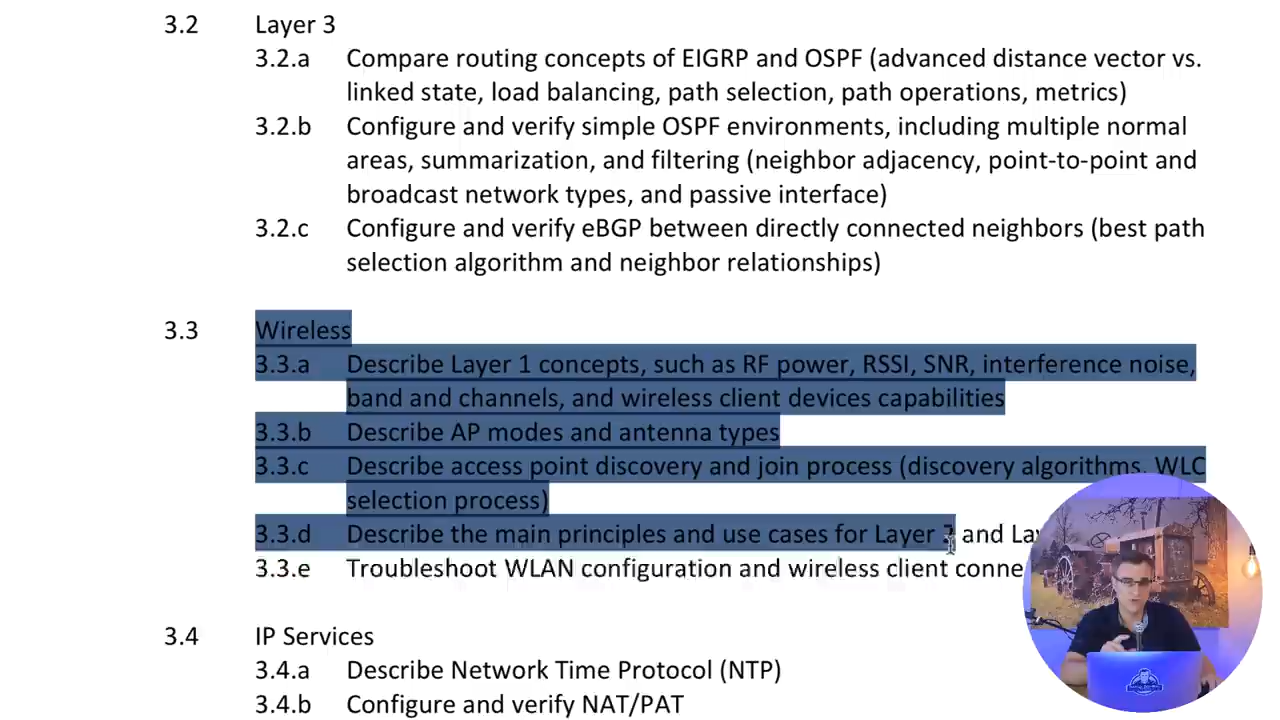 3.2 Layer 3
3.2.a Compare routing concepts of EIGRP and OSPF (advanced distance vector vs.
linked state, load balancing, path selection, path operations, metrics)
3.2.b Configure and verify simple OSPF environments, including multiple normal
areas, summarization, and filtering (neighbor adjacency, point-to-point and
broadcast network types, and passive interface)
3.2.c Configure and verify eBGP between directly connected neighbors (best path
selection algorithm and neighbor relationships)
3.3 Wireless
3.3.a Describe Layer 1 concepts, such as RF power, RSSI, SNR, interference noise,
band and channels, and wireless client devices capabilities
3.3.b Describe AP modes and antenna types
3.3.c Describe access point discovery and join process (discovery algorithms, WLC
selection process)
3.3.d Describe the main principles and use cases for Layer and
3.3.e Troubleshoot WLAN configuration and wireless client
3.4 IP Services
3.4.a Describe Network Time Protocol (NTP)
3.4.b Configure and verify NAT/PAT